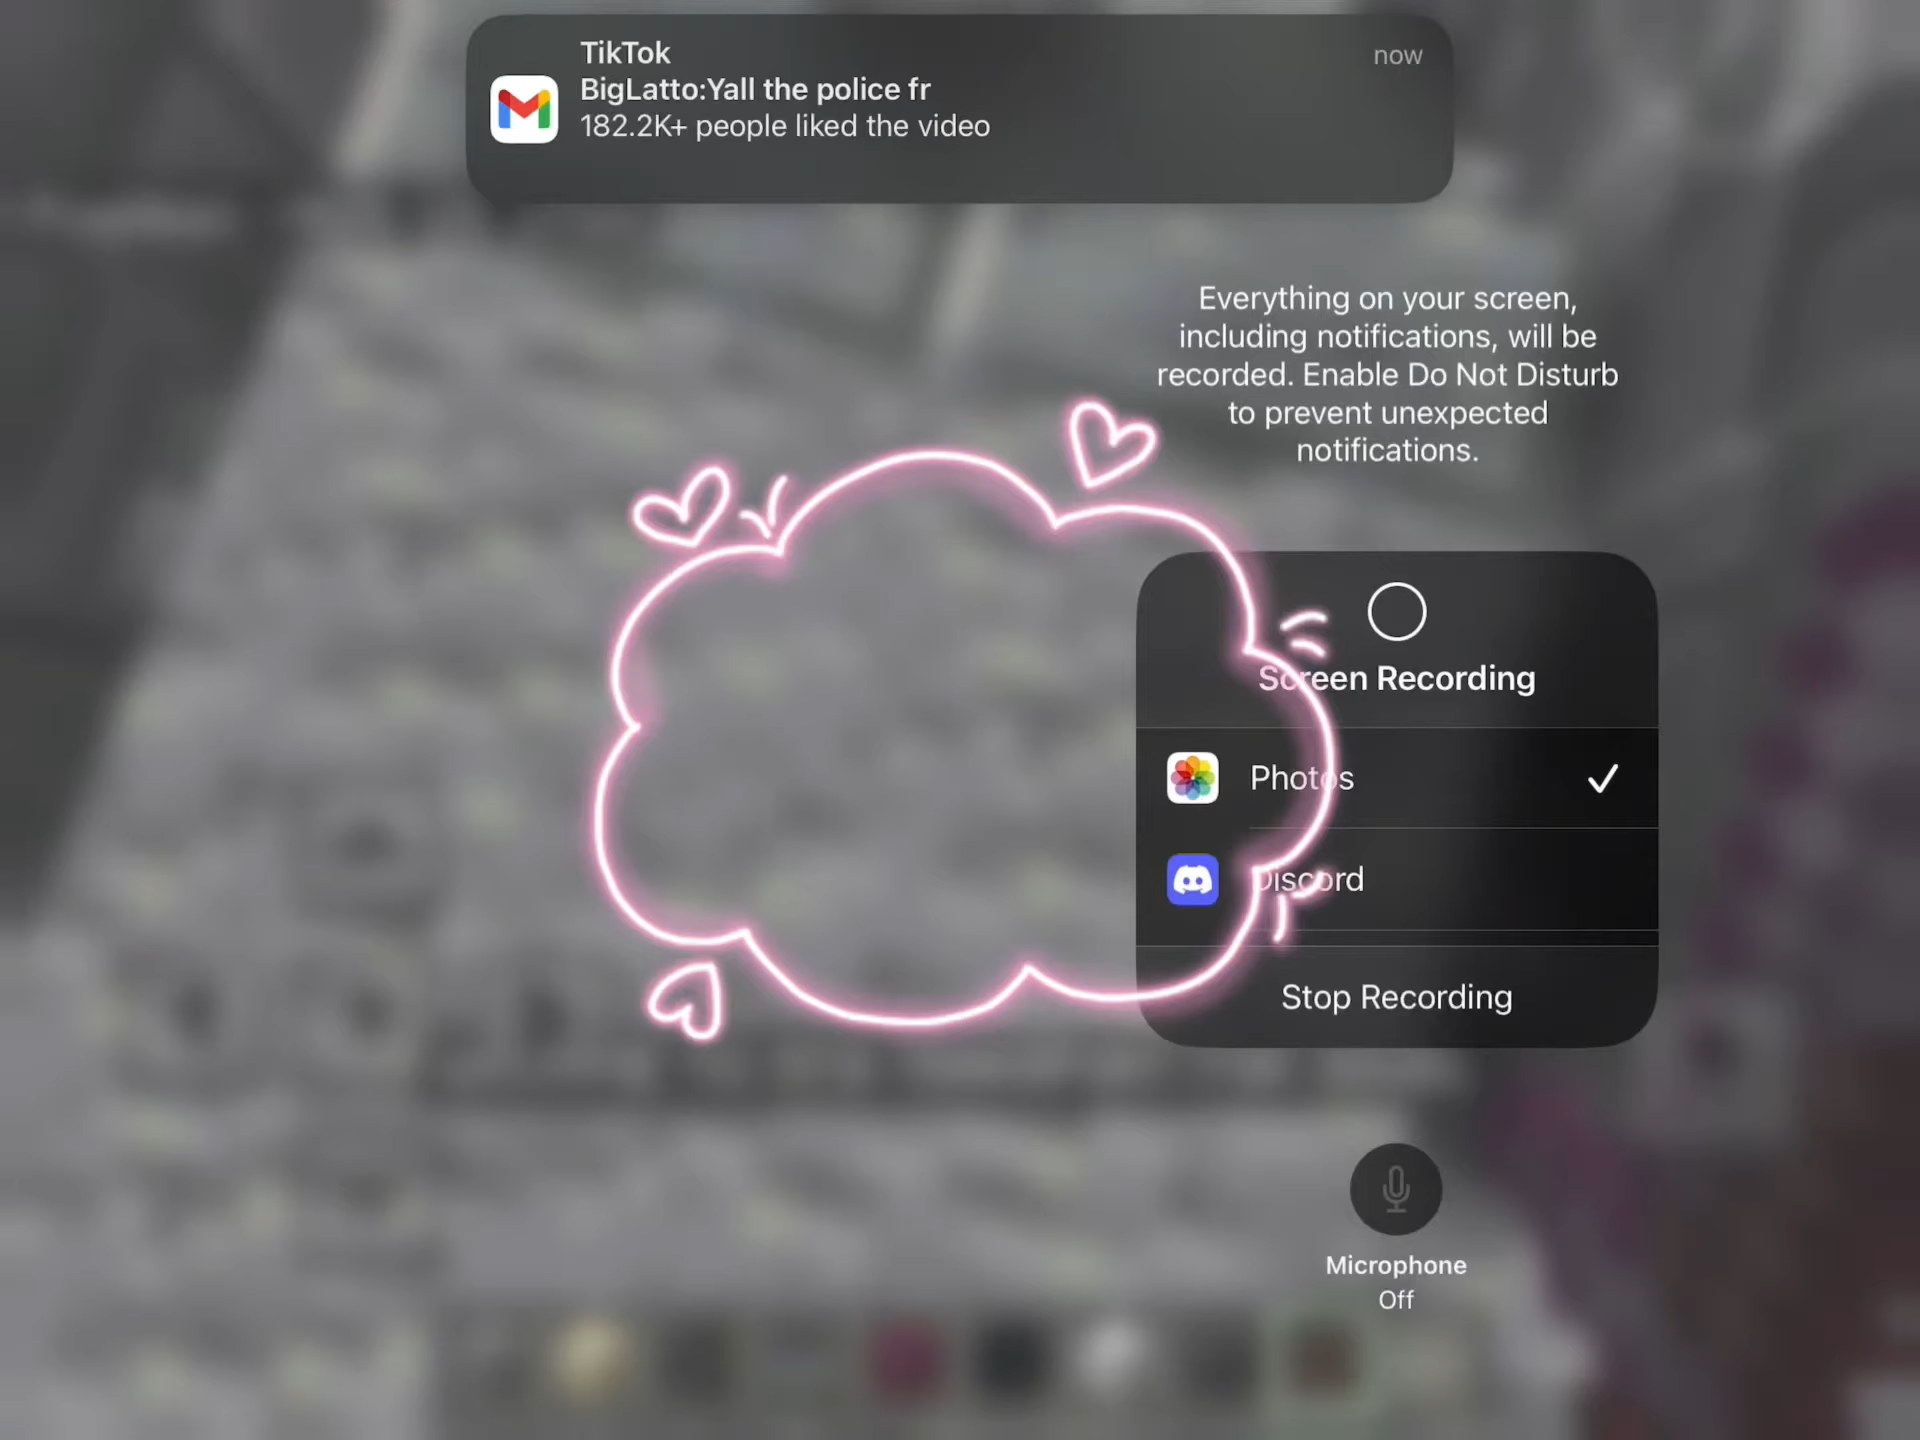 TikTok
now
BigLatto:Yall the police fr
182.2K+ people liked the video
Everything on your screen,
including notifications, will be
recorded. Enable Do Not Disturb
to prevent unexpected
notifications.
Screen Recording
Photos
Discord
Stop Recording
Microphone
Off